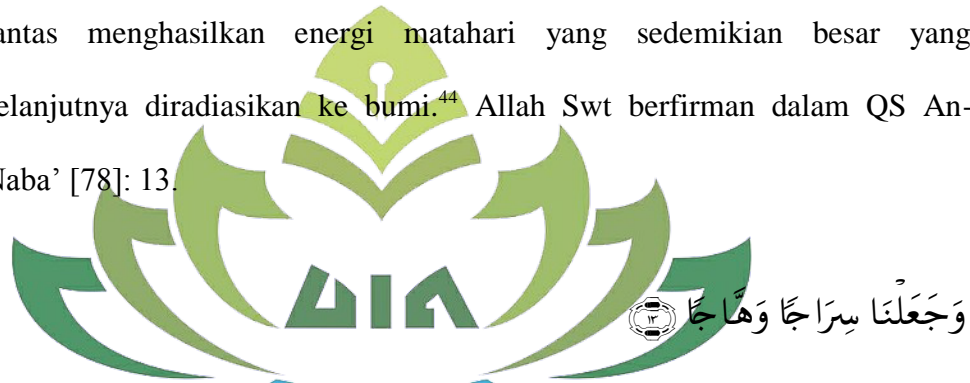 antas menghasilkan energi matahari yang sedemikian besar yang
elanjutnya diradiasikan ke bumi.44 Allah Swt berfirman dalam QS An-
Naba’ [78]: 13.
وَجَعَلْنَا سِرَاجًا وَهَّاجًا ١٣
UIN